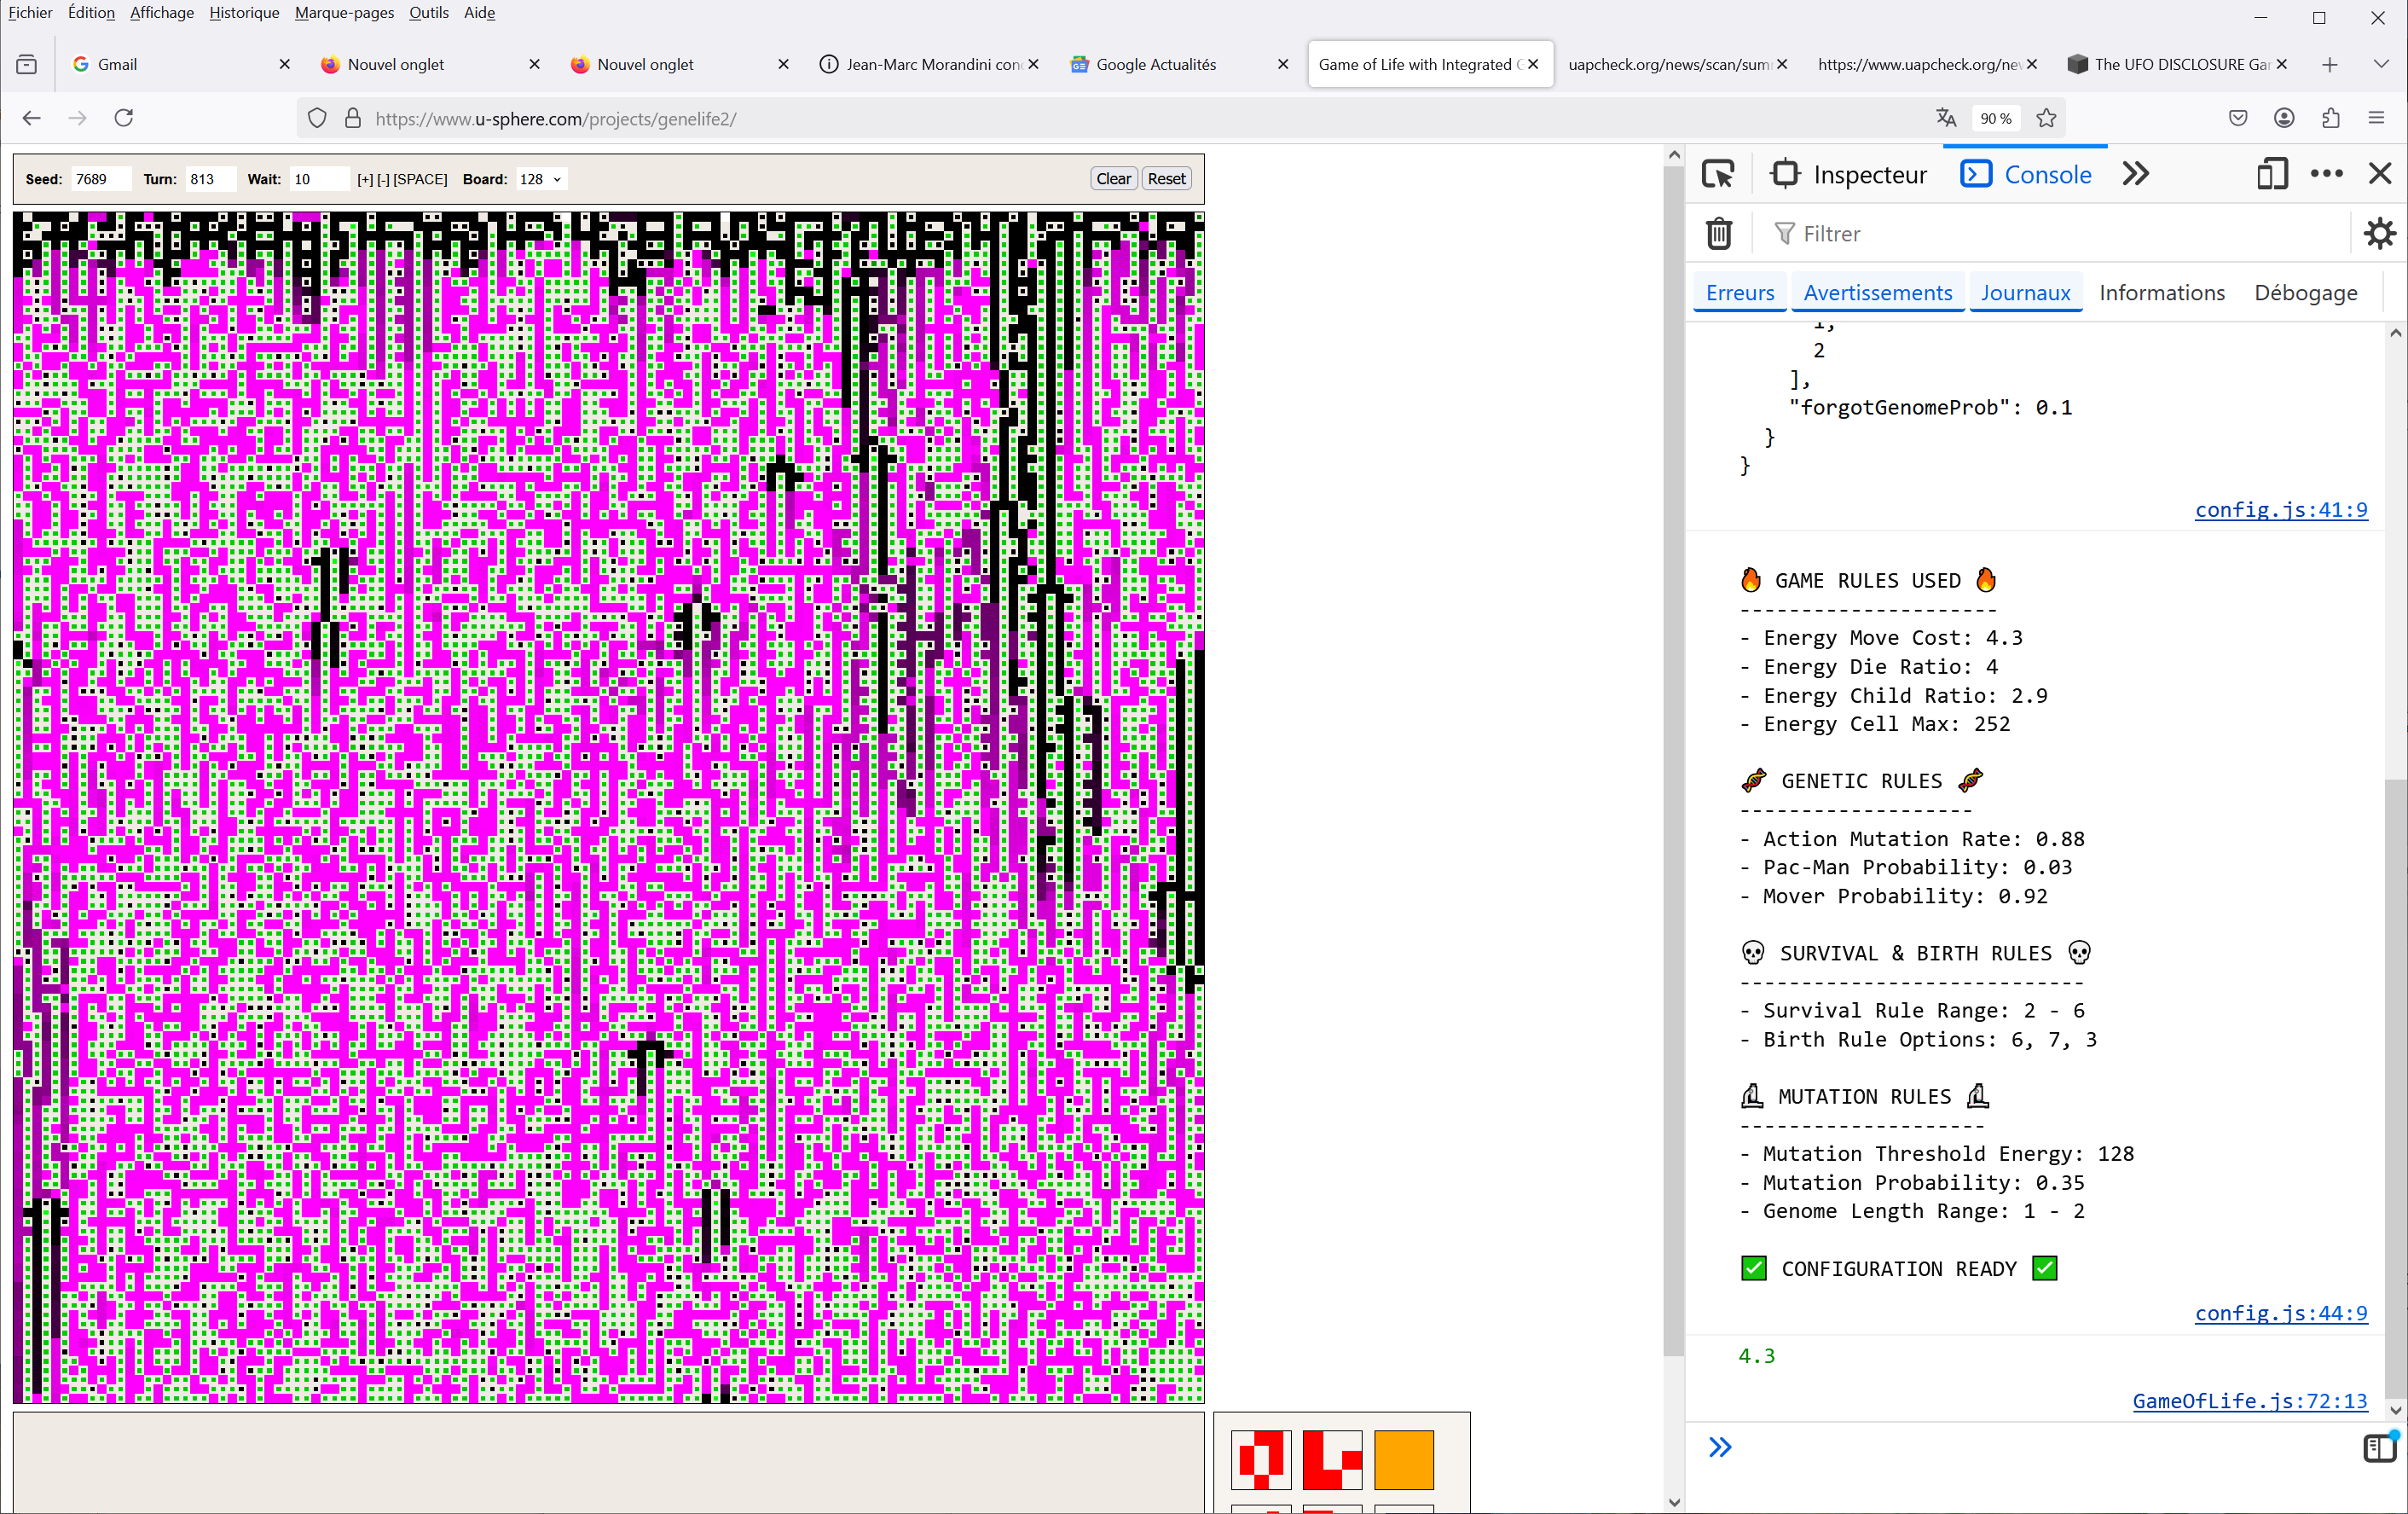 Fichier Édition Affichage Historique Marque-pages Outils Aide
Gmail Nouvel onglet Nouvel onglet Jean-Marc Morandini con Google Actualités Game of Life with Integrated G uapcheck.org/news/scan/sum https://www.uapcheck.org/ne The UFO DISCLOSURE Ga
https://www.u-sphere.com/projects/genelife2/ 90 %
Seed: 7689 Turn: 813 Wait: 10 [+] [-] [SPACE] Board: 128 Clear Reset
Inspecteur Console
Filtrer
Erreurs Avertissements Journaux Informations Débogage
1,
2
],
"forgotGenomeProb": 0.1
}
}
config.js:41:9
🔥 GAME RULES USED 🔥
---------------------
- Energy Move Cost: 4.3
- Energy Die Ratio: 4
- Energy Child Ratio: 2.9
- Energy Cell Max: 252
🧬 GENETIC RULES 🧬
-------------------
- Action Mutation Rate: 0.88
- Pac-Man Probability: 0.03
- Mover Probability: 0.92
💀 SURVIVAL & BIRTH RULES 💀
----------------------------
- Survival Rule Range: 2 - 6
- Birth Rule Options: 6, 7, 3
🔬 MUTATION RULES 🔬
--------------------
- Mutation Threshold Energy: 128
- Mutation Probability: 0.35
- Genome Length Range: 1 - 2
✅ CONFIGURATION READY ✅
config.js:44:9
4.3
GameOfLife.js:72:13